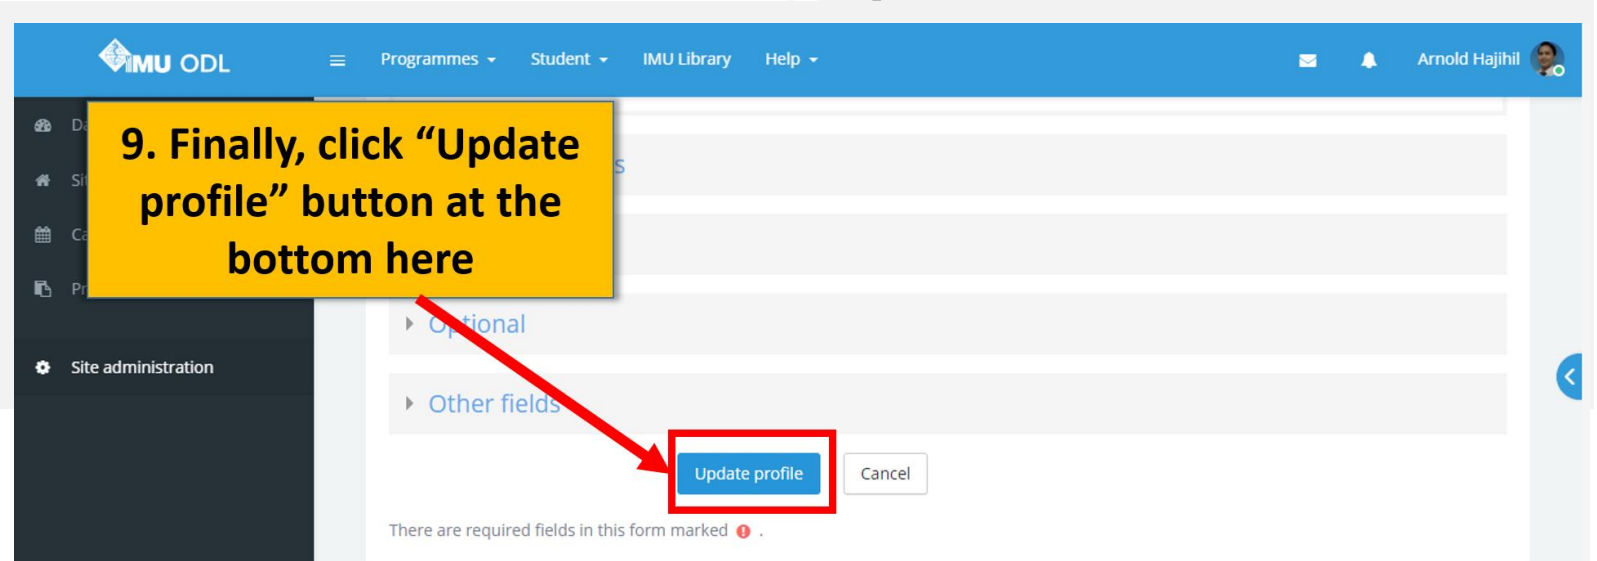 IMU ODL
Programmes Student IMU Library Help
Arnold Hajihil
9. Finally, click “Update
profile” button at the
bottom here
Optional
Site administration
Other fields
Update profile Cancel
There are required fields in this form marked .